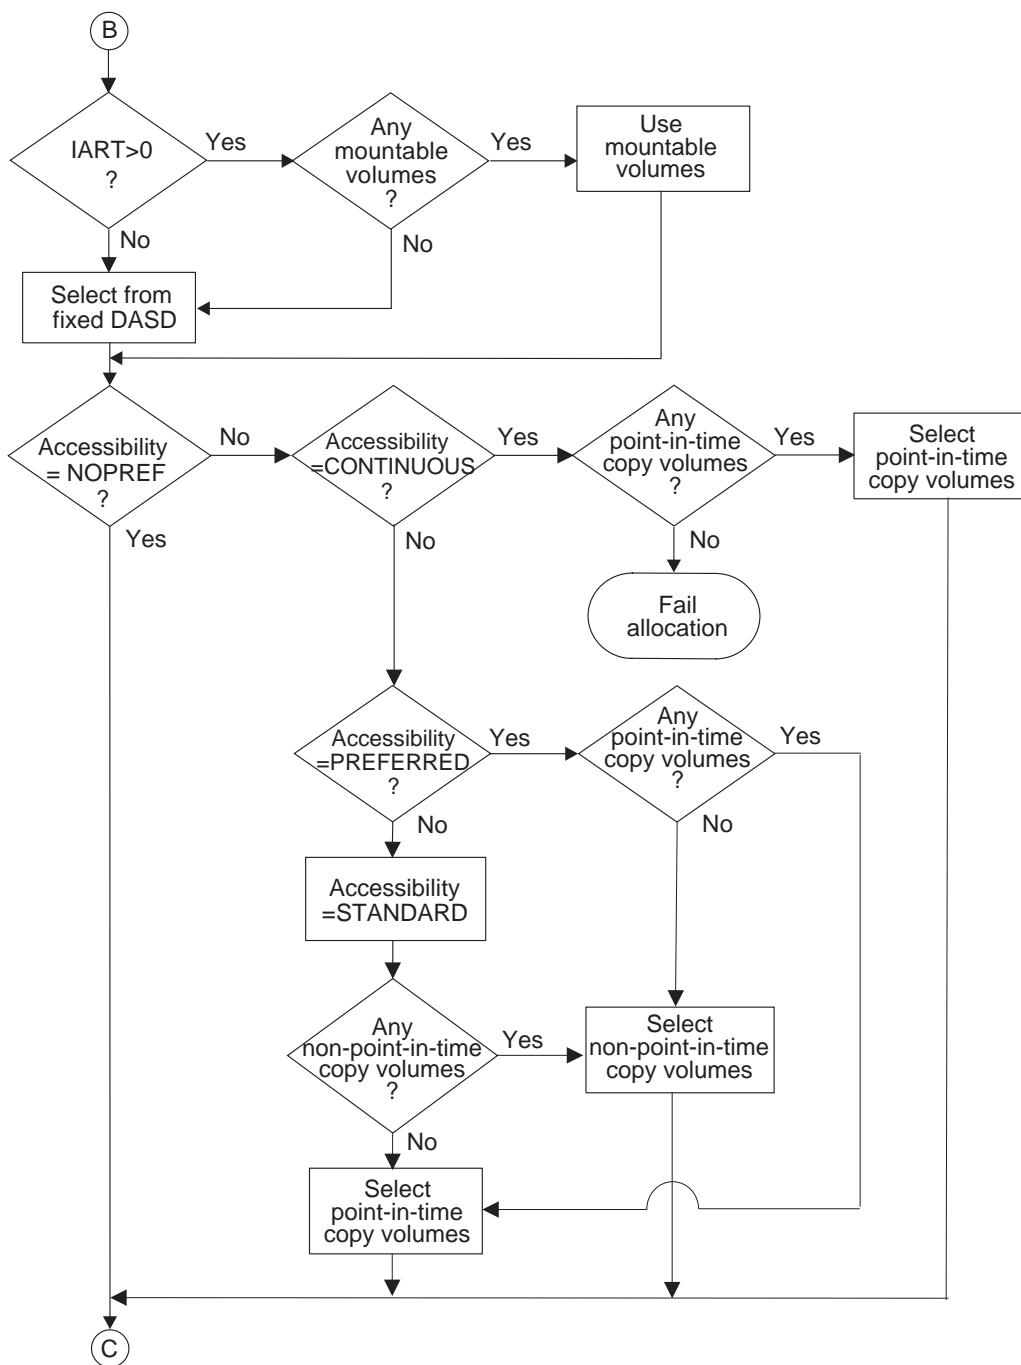 B
IART>0
?
Yes
Any
mountable
volumes
?
Yes
Use
mountable
volumes
No
No
Select from
fixed DASD
Accessibility
= NOPREF
?
No
Accessibility
=CONTINUOUS
?
Yes
Any
point-in-time
copy volumes
?
Yes
Select
point-in-time
copy volumes
Yes
No
No
Fail
allocation
Accessibility
=PREFERRED
?
Yes
Any
point-in-time
copy volumes
?
Yes
No
No
Accessibility
=STANDARD
Any
non-point-in-time
copy volumes
?
Yes
Select
non-point-in-time
copy volumes
No
Select
point-in-time
copy volumes
C